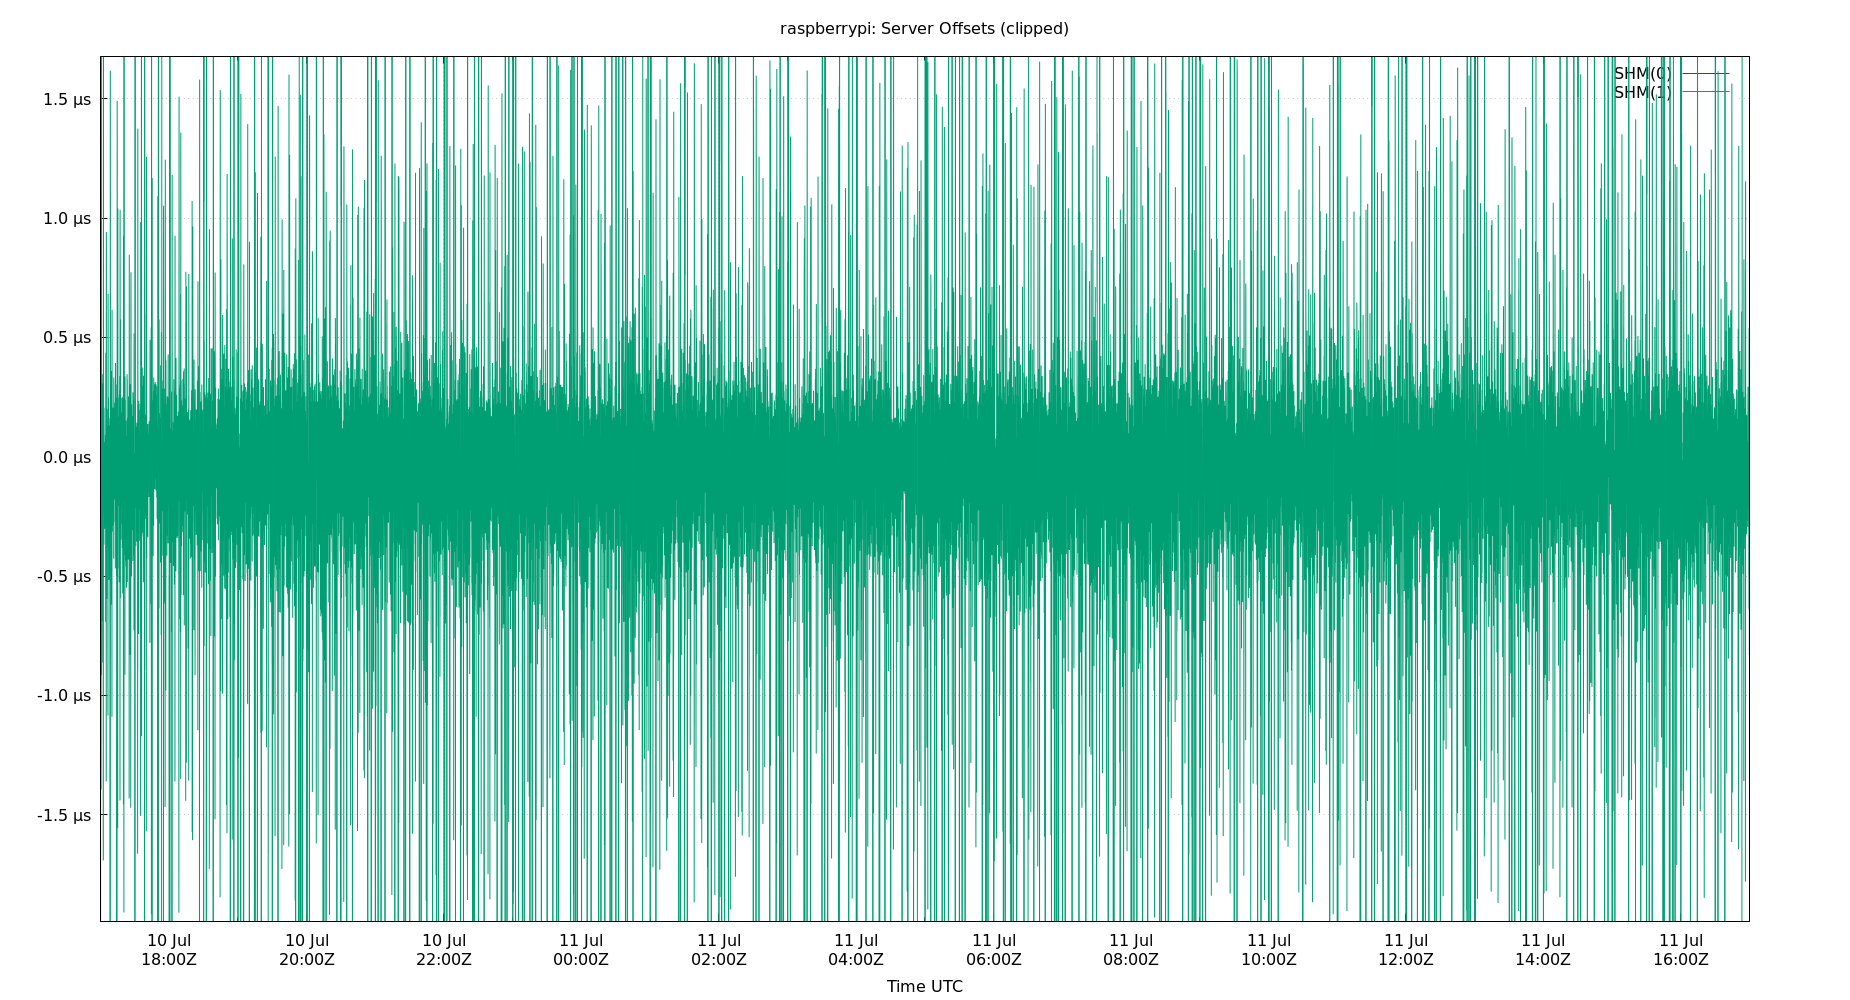 raspberrypi: Server Offsets (clipped)
SHM(0)
SHM(1)
1.5 µs
1.0 µs
0.5 µs
0.0 µs
-0.5 µs
-1.0 µs
-1.5 µs
10 Jul 10 Jul 10 Jul 11 Jul 11 Jul 11 Jul 11 Jul 11 Jul 11 Jul 11 Jul 11 Jul 11 Jul
18:00Z 20:00Z 22:00Z 00:00Z 02:00Z 04:00Z 06:00Z 08:00Z 10:00Z 12:00Z 14:00Z 16:00Z
Time UTC